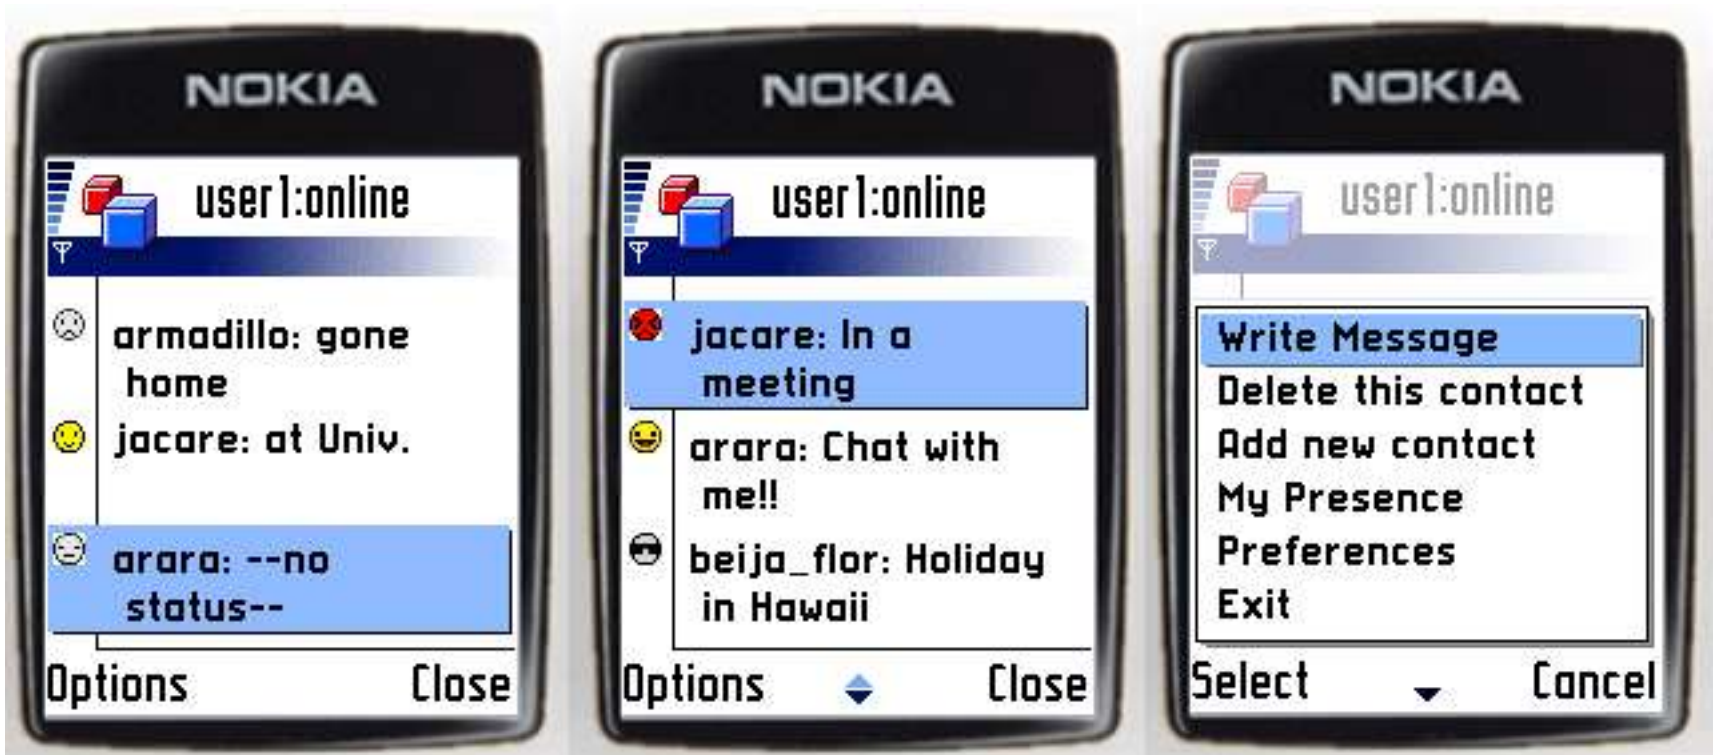 NOKIA
user1:online
armadillo: gone
home
jacare: at Univ.
arara: --no
status--
Options Close
NOKIA
user1:online
jacare: In a
meeting
arara: Chat with
me!!
beija_flor: Holiday
in Hawaii
Options Close
NOKIA
user1:online
Write Message
Delete this contact
Add new contact
My Presence
Preferences
Exit
Select Cancel